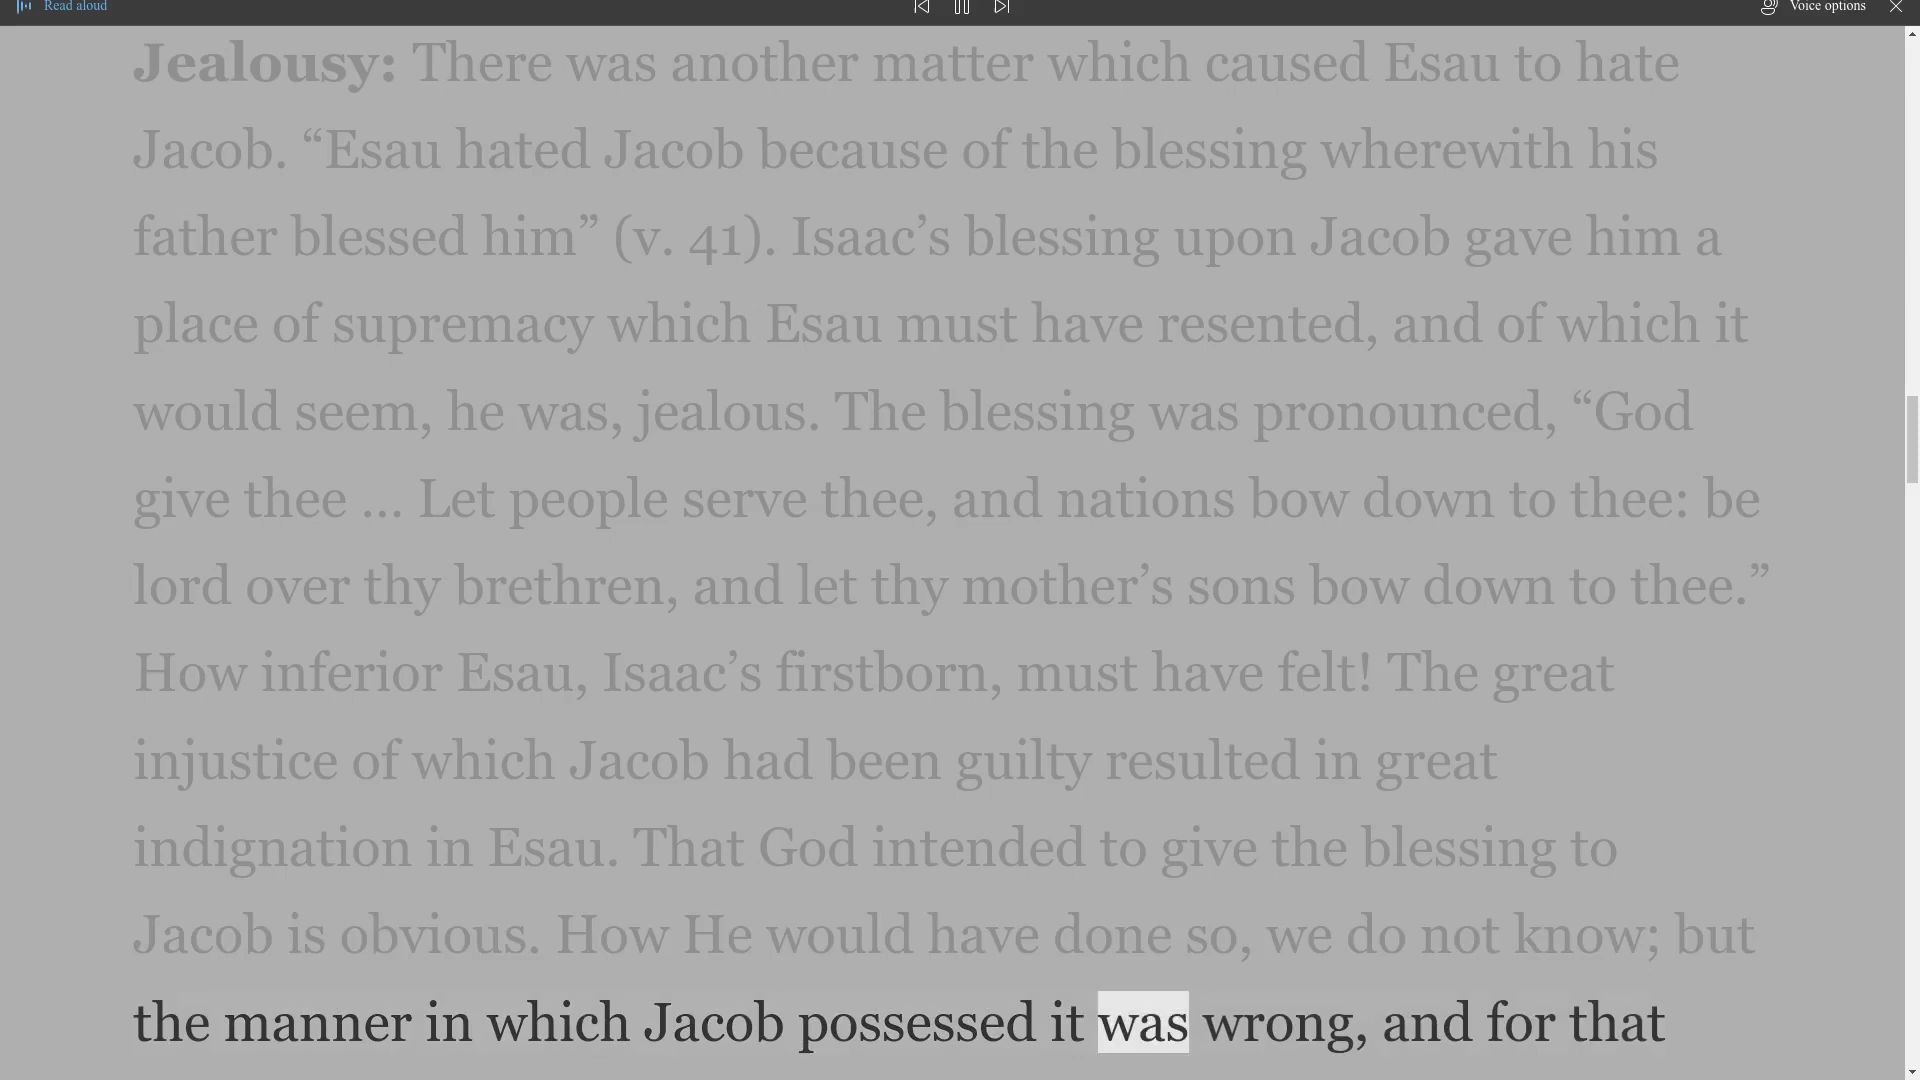 Read aloud
Voice options
Jealousy: There was another matter which caused Esau to hate
Jacob. “Esau hated Jacob because of the blessing wherewith his
father blessed him” (v. 41). Isaac’s blessing upon Jacob gave him a
place of supremacy which Esau must have resented, and of which it
would seem, he was, jealous. The blessing was pronounced, “God
give thee ... Let people serve thee, and nations bow down to thee: be
lord over thy brethren, and let thy mother’s sons bow down to thee.”
How inferior Esau, Isaac’s firstborn, must have felt! The great
injustice of which Jacob had been guilty resulted in great
indignation in Esau. That God intended to give the blessing to
Jacob is obvious. How He would have done so, we do not know; but
the manner in which Jacob possessed it was wrong, and for that